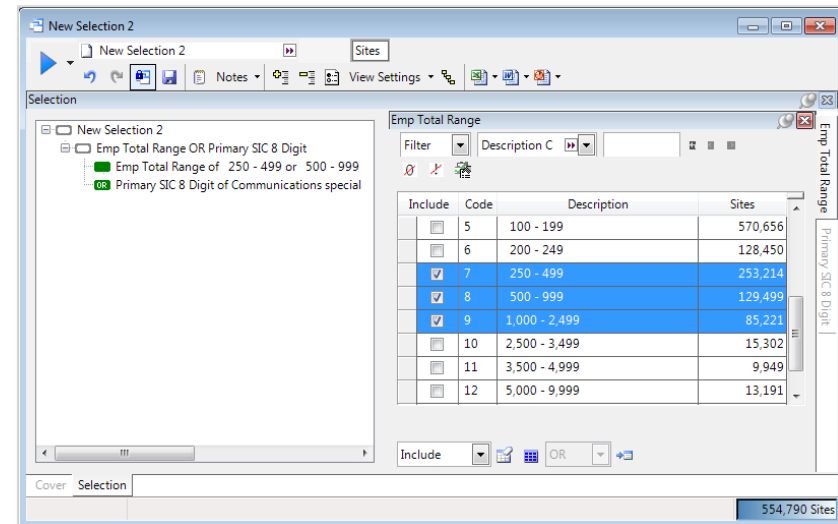 New Selection 2
New Selection 2 Sites
Notes View Settings
Selection
New Selection 2
Emp Total Range OR Primary SIC 8 Digit
Emp Total Range of 250 - 499 or 500 - 999
OR Primary SIC 8 Digit of Communications special
Emp Total Range
Filter Description C
Include Code Description Sites
5 100 - 199 570,656
6 200 - 249 128,450
7 250 - 499 253,214
8 500 - 999 129,499
9 1,000 - 2,499 85,221
10 2,500 - 3,499 15,302
11 3,500 - 4,999 9,949
12 5,000 - 9,999 13,191
Include OR
Emp Total Range
Primary SIC 8 Digit
Cover Selection
554,790 Sites